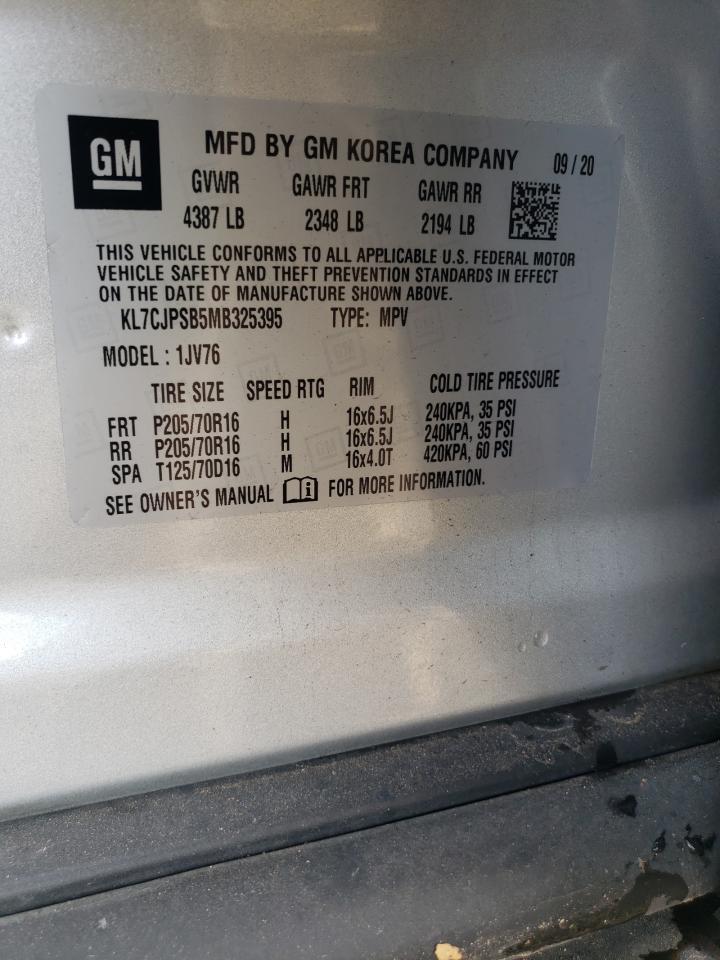 GM
MFD BY GM KOREA COMPANY 09 / 20
GVWR GAWR FRT GAWR RR
4387 LB 2348 LB 2194 LB
THIS VEHICLE CONFORMS TO ALL APPLICABLE U.S. FEDERAL MOTOR
VEHICLE SAFETY AND THEFT PREVENTION STANDARDS IN EFFECT
ON THE DATE OF MANUFACTURE SHOWN ABOVE.
KL7CJPSB5MB325395 TYPE: MPV
MODEL : 1JV76
TIRE SIZE SPEED RTG RIM COLD TIRE PRESSURE
FRT P205/70R16 H 16x6.5J 240KPA, 35 PSI
RR P205/70R16 H 16x6.5J 240KPA, 35 PSI
SPA T125/70D16 M 16x4.0T 420KPA, 60 PSI
SEE OWNER'S MANUAL FOR MORE INFORMATION.